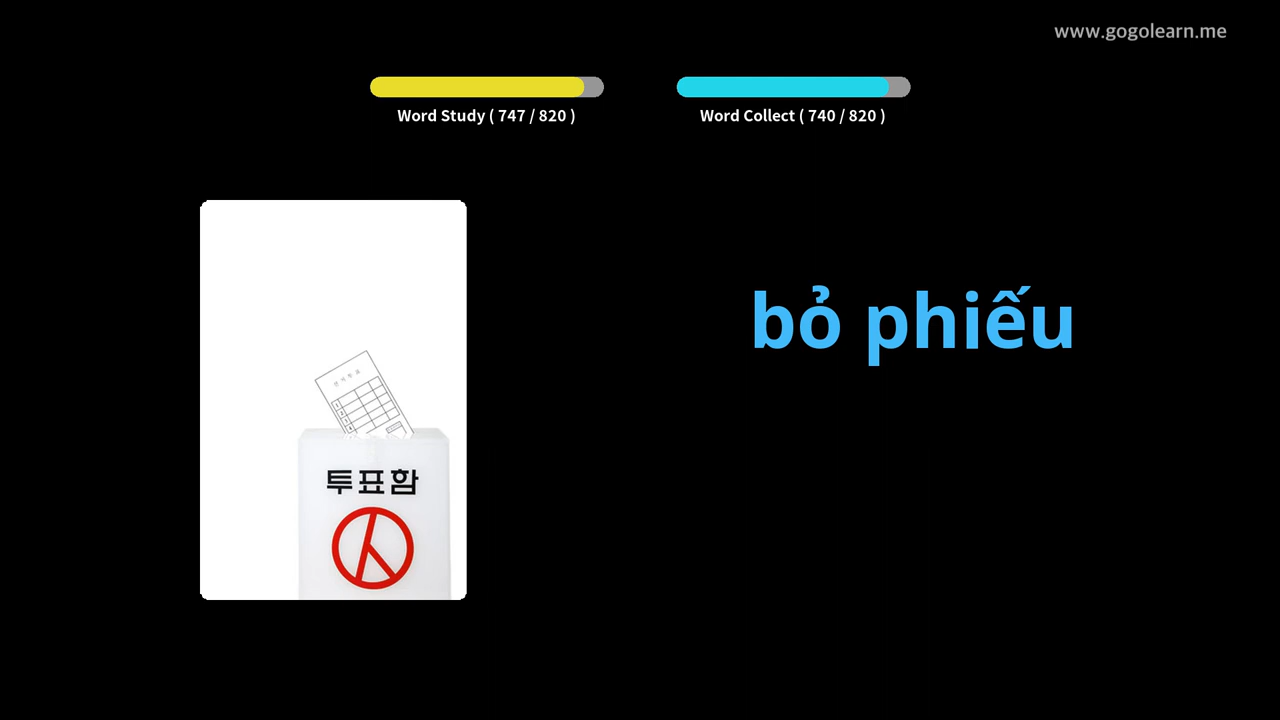 www.gogolearn.me
Word Study ( 747 / 820 )
Word Collect ( 740 / 820 )
bỏ phiếu
투표함